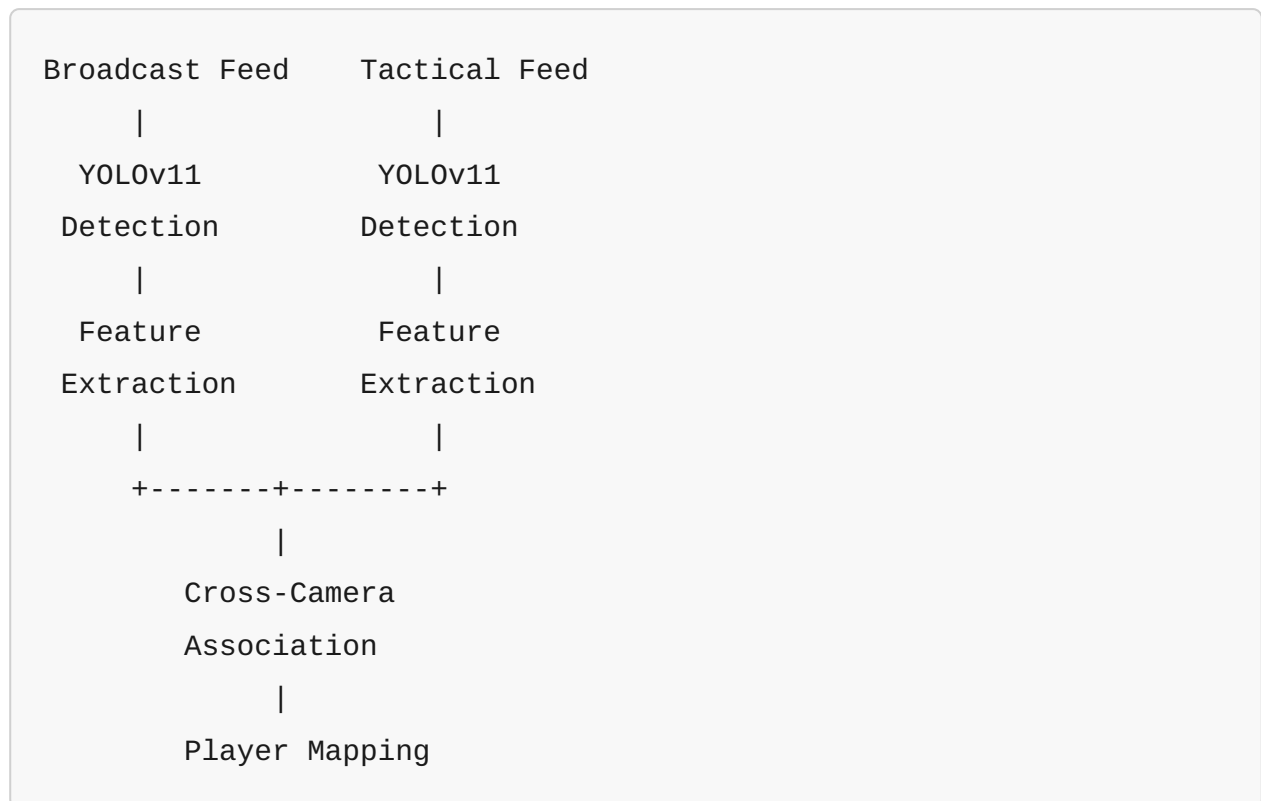 Broadcast Feed    Tactical Feed
     |                |
  YOLOv11          YOLOv11
 Detection        Detection
     |                |
  Feature          Feature
 Extraction       Extraction
     |                |
     +-------+--------+
             |
        Cross-Camera
        Association
             |
        Player Mapping